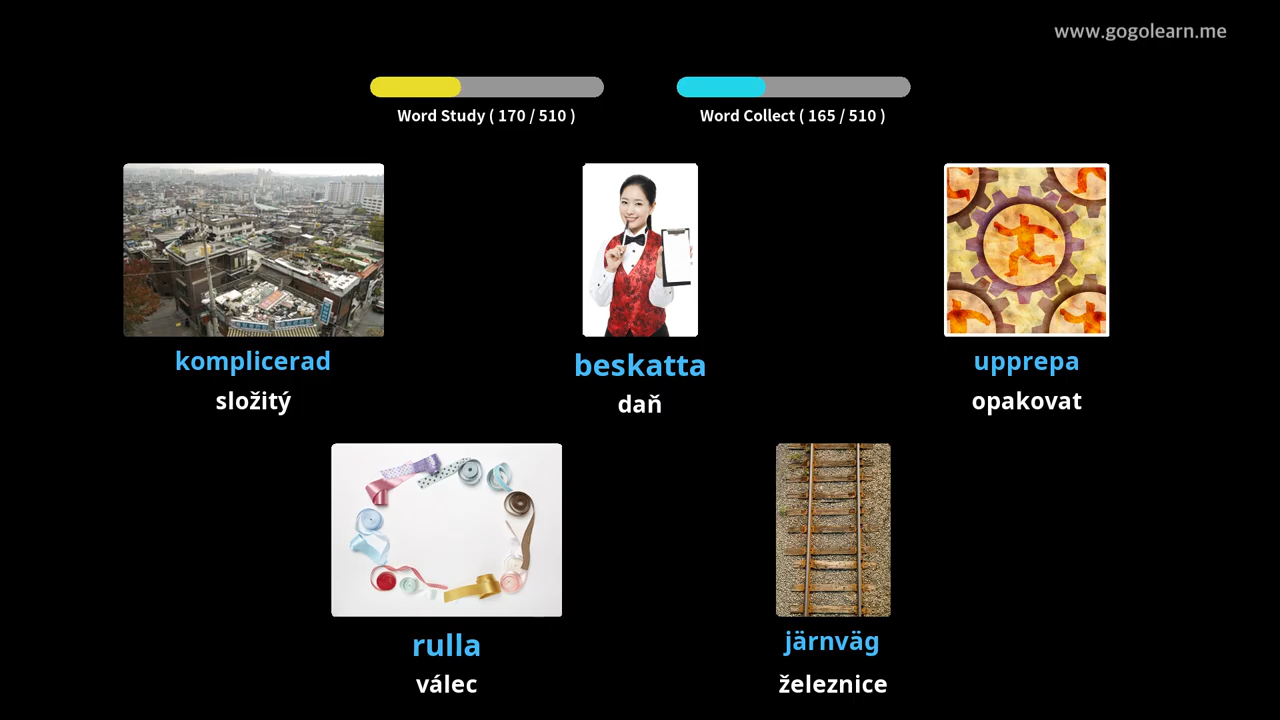 www.gogolearn.me
Word Study ( 170 / 510 )
Word Collect ( 165 / 510 )
komplicerad
složitý
beskatta
daň
upprepa
opakovat
rulla
válec
järnväg
železnice